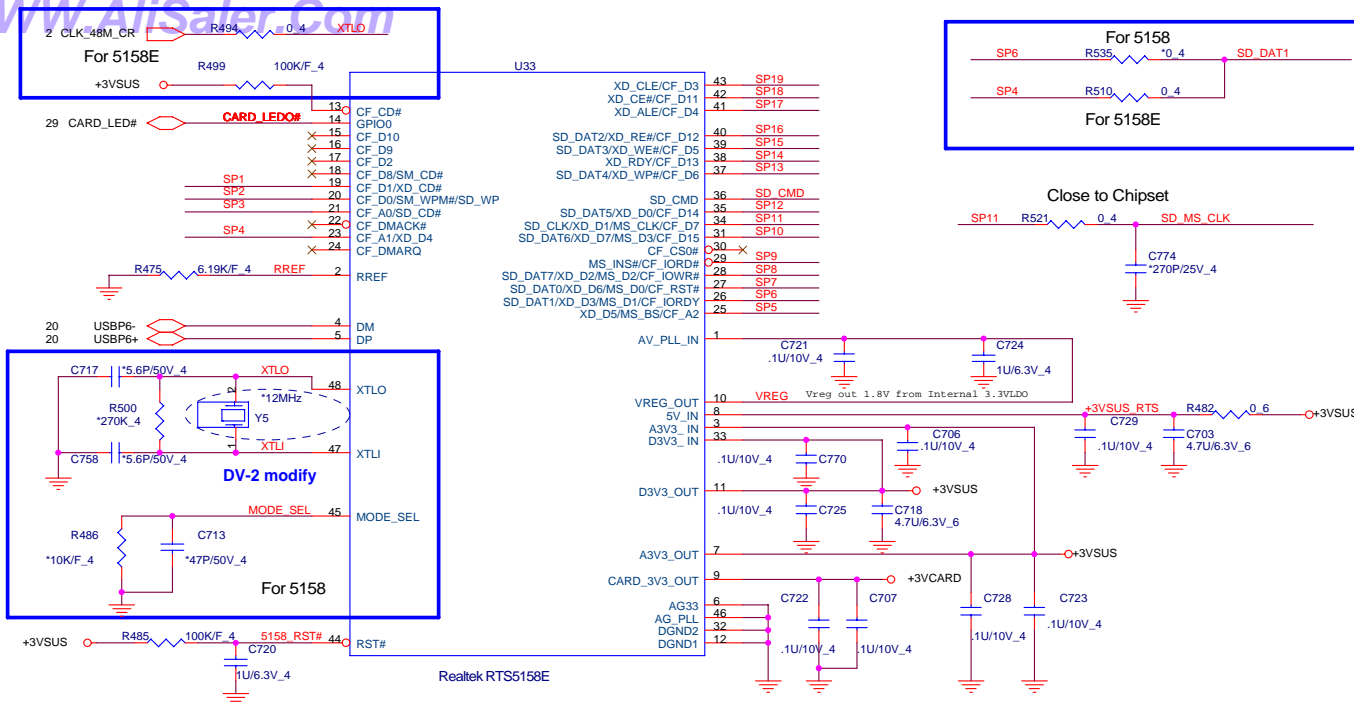 WW.AliSaler.Com
2 CLK_48M_CR
R494
0_4
XTLO
For 5158E
R499
100K/F_4
+3VSUS
29 CARD_LED#
CARD_LEDO#
SP1
SP2
SP3
SP4
R475
6.19K/F_4
RREF
20 USBP6-
20 USBP6+
C717
*5.6P/50V_4
XTLO
R500
*270K_4
2
*12MHz
Y5
1
C758
*5.6P/50V_4
XTLI
DV-2 modify
MODE_SEL
R486
*10K/F_4
C713
*47P/50V_4
For 5158
+3VSUS
R485
100K/F_4
5158_RST#
C720
1U/6.3V_4
U33
13 CF_CD#
14 GPIO0
15 CF_D10
16 CF_D9
17 CF_D2
18 CF_D8/SM_CD#
19 CF_D1/XD_CD#
20 CF_D0/SM_WPM#/SD_WP
21 CF_A0/SD_CD#
22 CF_DMACK#
23 CF_A1/XD_D4
24 CF_DMARQ
2 RREF
4 DM
5 DP
48 XTLO
47 XTLI
45 MODE_SEL
44 RST#
XD_CLE/CF_D3 43 SP19
XD_CE#/CF_D11 42 SP18
XD_ALE/CF_D4 41 SP17
SD_DAT2/XD_RE#/CF_D12 40 SP16
SD_DAT3/XD_WE#/CF_D5 39 SP15
XD_RDY/CF_D13 38 SP14
SD_DAT4/XD_WP#/CF_D6 37 SP13
SD_CMD 36 SD_CMD
SD_DAT5/XD_D0/CF_D14 35 SP12
SD_CLK/XD_D1/MS_CLK/CF_D7 34 SP11
SD_DAT6/XD_D7/MS_D3/CF_D15 31 SP10
CF_CS0# 30
MS_INS#/CF_IORD# 29 SP9
SD_DAT7/XD_D2/MS_D2/CF_IOWR# 28 SP8
SD_DAT0/XD_D6/MS_D0/CF_RST# 27 SP7
SD_DAT1/XD_D3/MS_D1/CF_IORDY 26 SP6
XD_D5/MS_BS/CF_A2 25 SP5
AV_PLL_IN 1
VREG_OUT 10 VREG
5V_IN 8
A3V3_IN 3
D3V3_IN 33
D3V3_OUT 11
A3V3_OUT 7
CARD_3V3_OUT 9
AG33 6
AG_PLL 46
DGND2 32
DGND1 12
Realtek RTS5158E
C721
.1U/10V_4
C724
1U/6.3V_4
Vreg out 1.8V from Internal 3.3VLDO
+3VSUS_RTS
R482
0_6
+3VSUS
C729
.1U/10V_4
C703
4.7U/6.3V_6
C706
.1U/10V_4
.1U/10V_4
C770
+3VSUS
.1U/10V_4
C725
C718
4.7U/6.3V_6
+3VSUS
+3VCARD
C722
.1U/10V_4
C707
.1U/10V_4
C728
.1U/10V_4
C723
.1U/10V_4
For 5158
SP6
R535
*0_4
SD_DAT1
SP4
R510
0_4
For 5158E
Close to Chipset
SP11
R521
0_4
SD_MS_CLK
C774
*270P/25V_4